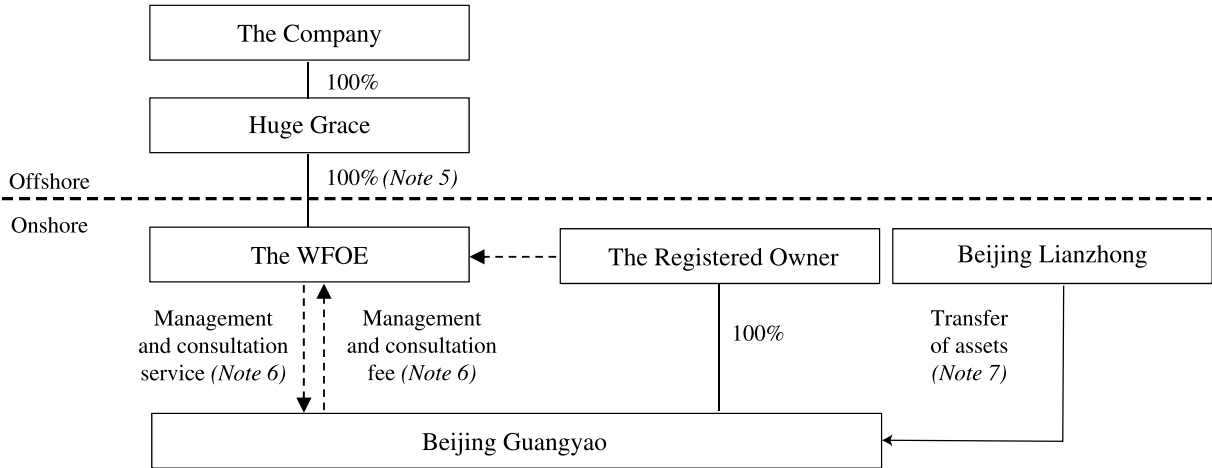 The Company
100%
Huge Grace
100% (Note 5)
Offshore
Onshore
The WFOE
The Registered Owner
Beijing Lianzhong
Management
and consultation
service (Note 6)
Management
and consultation
fee (Note 6)
100%
Transfer
of assets
(Note 7)
Beijing Guangyao